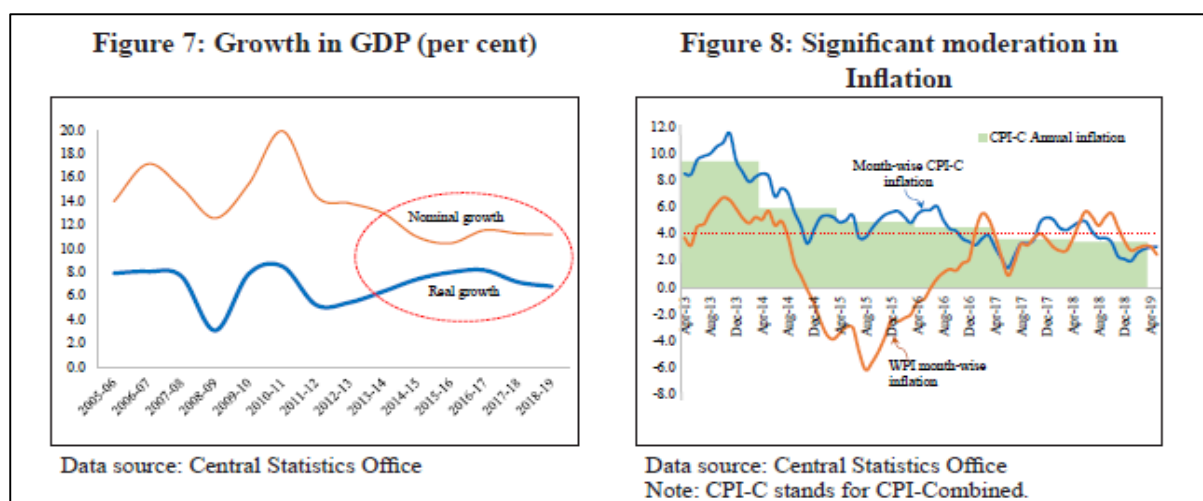 Figure 7: Growth in GDP (per cent)
20.0
18.0
16.0
14.0
12.0
10.0
8.0
6.0
4.0
2.0
0.0
Nominal growth
Real growth
2005-06
2006-07
2007-08
2008-09
2009-10
2010-11
2011-12
2012-13
2013-14
2014-15
2015-16
2016-17
2017-18
2018-19
Data source: Central Statistics Office
Figure 8: Significant moderation in
Inflation
12.0
10.0
8.0
6.0
4.0
2.0
0.0
-2.0
-4.0
-6.0
-8.0
CPI-C Annual inflation
Month-wise CPI-C
inflation
Apr-13
Aug-13
Dec-13
Apr-14
Aug-14
Dec-14
Apr-15
Aug-15
Dec-15
Apr-16
Aug-16
Dec-16
Apr-17
Aug-17
Dec-17
Apr-18
Aug-18
Dec-18
Apr-19
WPI month-wise
inflation
Data source: Central Statistics Office
Note: CPI-C stands for CPI-Combined.